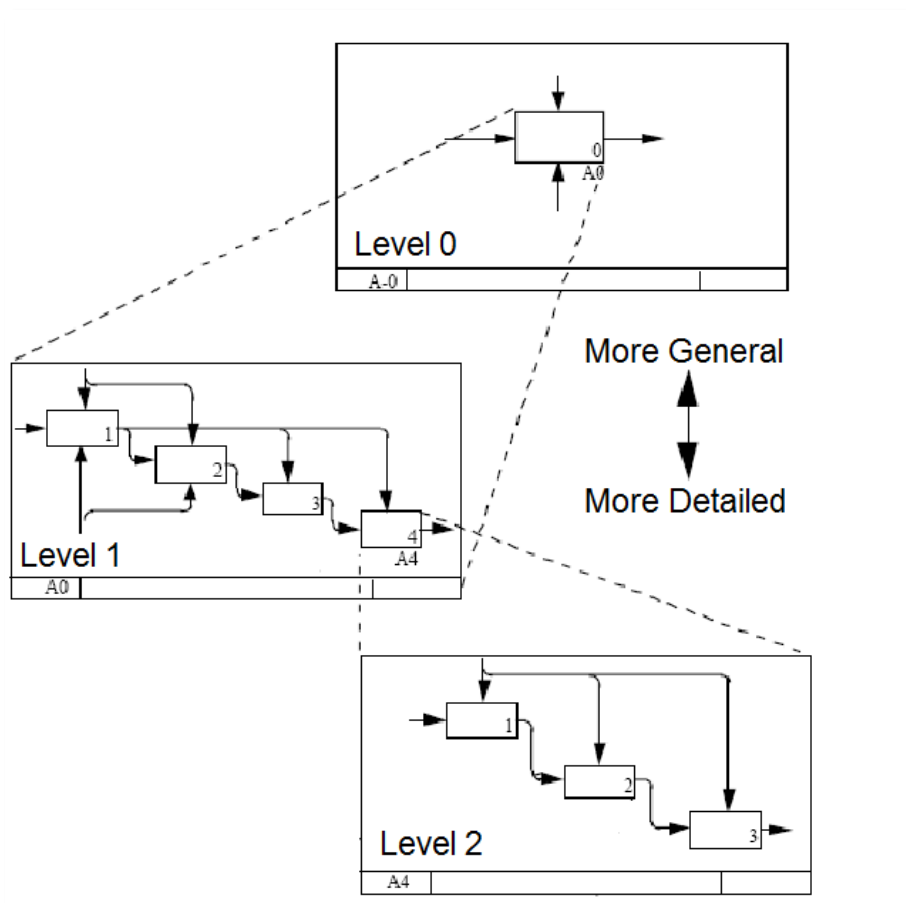 0
A0
Level 0
A-0
More General
More Detailed
1
2
3
4
A4
Level 1
A0
1
2
3
Level 2
A4